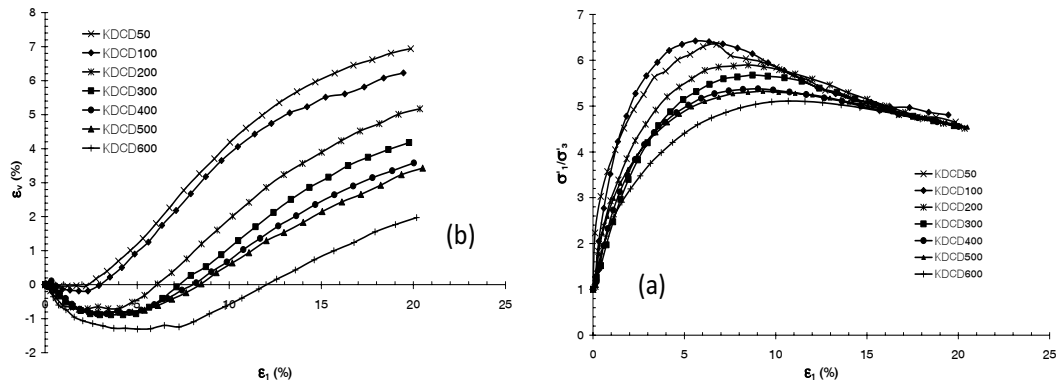 8
7
6
5
4
3
2
1
0
-1
-2
0
5
10
15
20
25
εv (%)
ε1 (%)
KDCD50
KDCD100
KDCD200
KDCD300
KDCD400
KDCD500
KDCD600
(b)
7
6
5
4
3
2
1
0
0
5
10
15
20
25
σ'1/σ'3
ε1 (%)
KDCD50
KDCD100
KDCD200
KDCD300
KDCD400
KDCD500
KDCD600
(a)